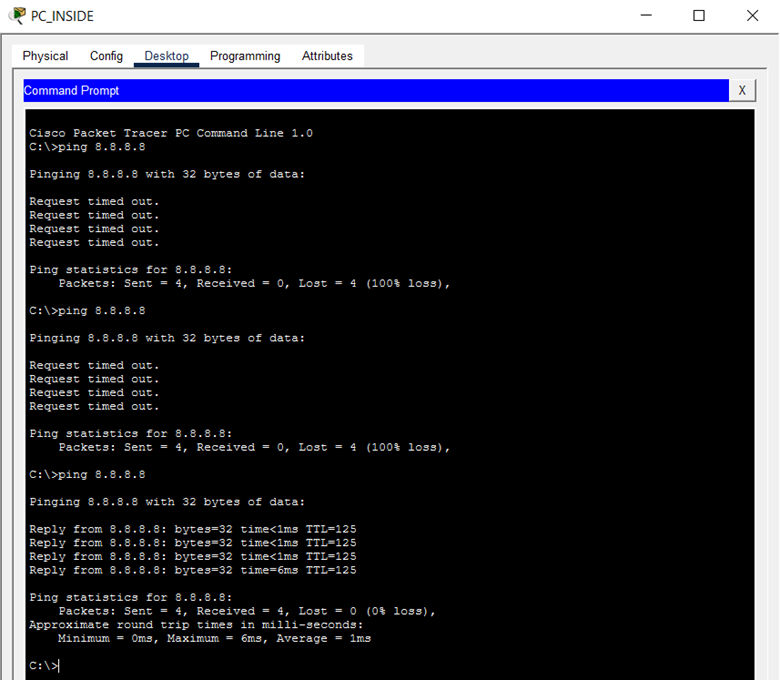 PC_INSIDE
Physical Config Desktop Programming Attributes
Command Prompt X
Cisco Packet Tracer PC Command Line 1.0
C:\>ping 8.8.8.8
Pinging 8.8.8.8 with 32 bytes of data:
Request timed out.
Request timed out.
Request timed out.
Request timed out.
Ping statistics for 8.8.8.8:
    Packets: Sent = 4, Received = 0, Lost = 4 (100% loss),
C:\>ping 8.8.8.8
Pinging 8.8.8.8 with 32 bytes of data:
Request timed out.
Request timed out.
Request timed out.
Request timed out.
Ping statistics for 8.8.8.8:
    Packets: Sent = 4, Received = 0, Lost = 4 (100% loss),
C:\>ping 8.8.8.8
Pinging 8.8.8.8 with 32 bytes of data:
Reply from 8.8.8.8: bytes=32 time<1ms TTL=125
Reply from 8.8.8.8: bytes=32 time<1ms TTL=125
Reply from 8.8.8.8: bytes=32 time<1ms TTL=125
Reply from 8.8.8.8: bytes=32 time=6ms TTL=125
Ping statistics for 8.8.8.8:
    Packets: Sent = 4, Received = 4, Lost = 0 (0% loss),
Approximate round trip times in milli-seconds:
    Minimum = 0ms, Maximum = 6ms, Average = 1ms
C:\>